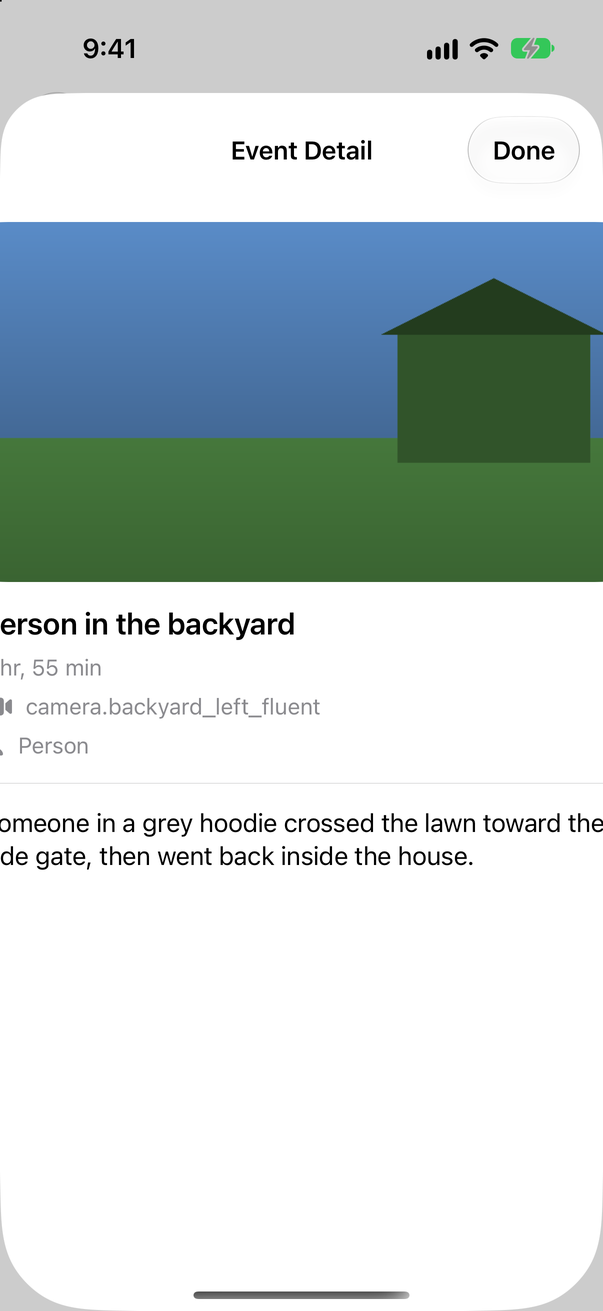 9:41
Event Detail
Done
erson in the backyard
hr, 55 min
camera.backyard_left_fluent
Person
omeone in a grey hoodie crossed the lawn toward the
de gate, then went back inside the house.